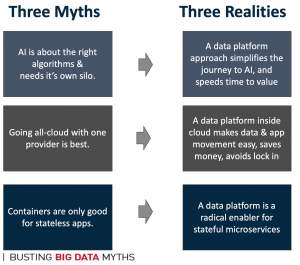 Three Myths
Three Realities
AI is about the right
algorithms &
needs it's own silo.
A data platform
approach simplifies the
journey to AI, and
speeds time to value
Going all-cloud with one
provider is best.
A data platform inside
cloud makes data & app
movement easy, saves
money, avoids lock in
Containers are only good
for stateless apps.
A data platform is a
radical enabler for
stateful microservices
| BUSTING BIG DATA MYTHS